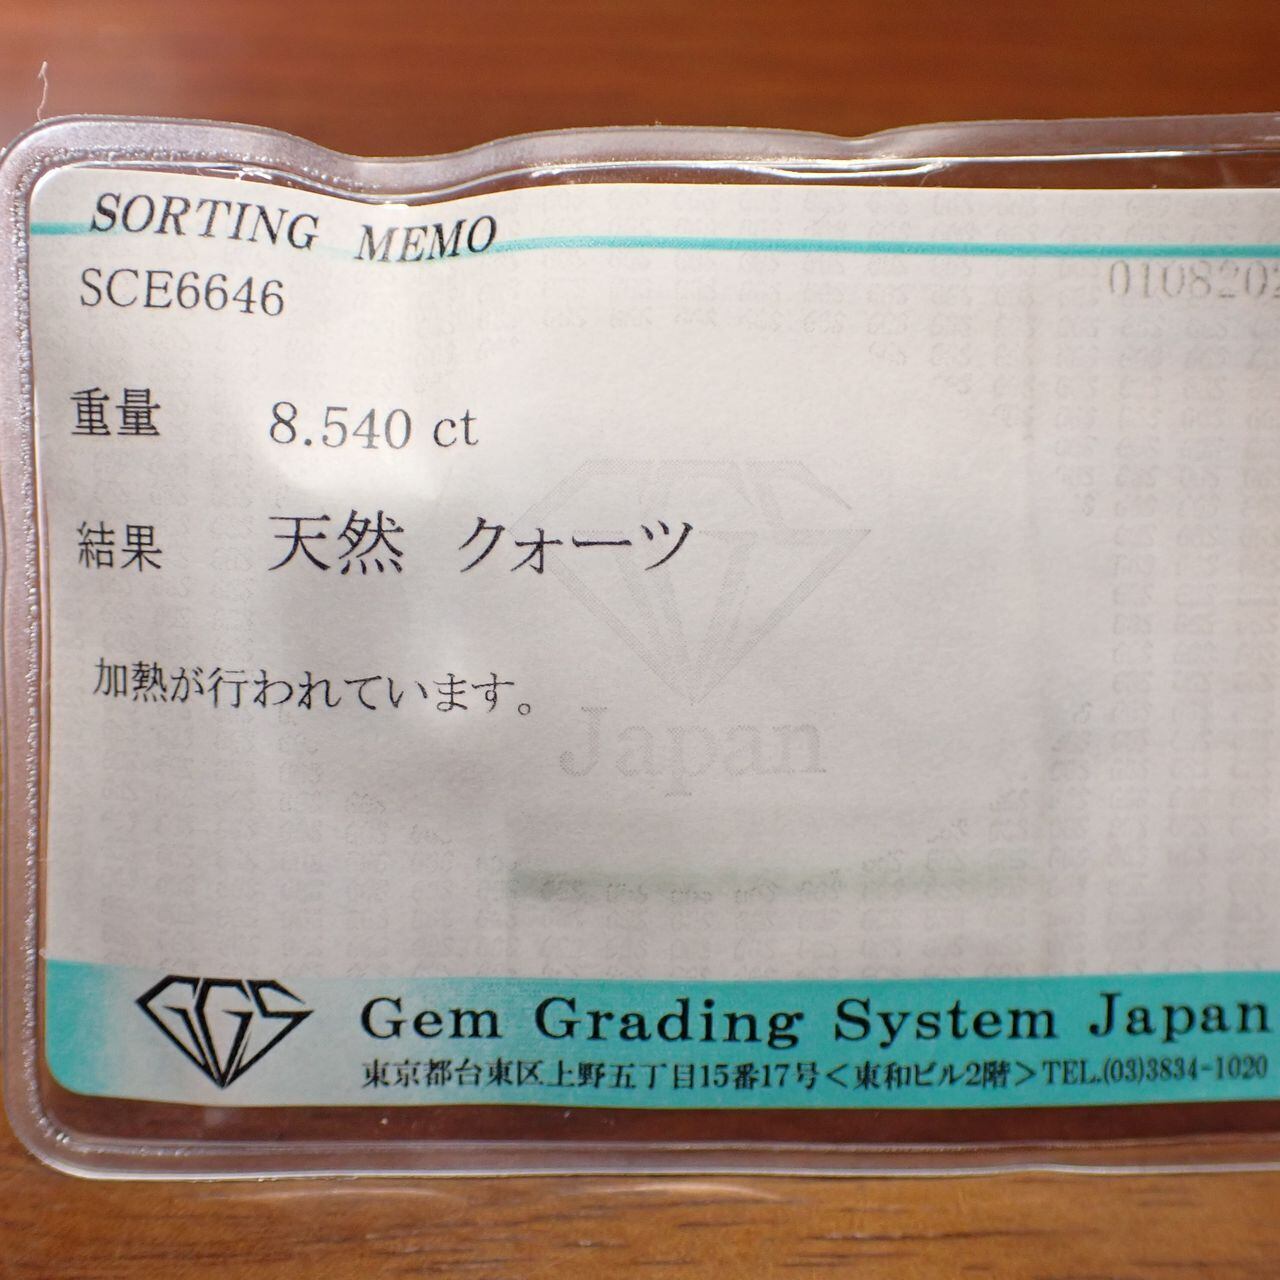 SORTING MEMO
SCE6646
重量 8.540 ct
結果 天然 クォーツ
加熱が行われています。
Japan
GGS
Gem Grading System Japan
東京都台東区上野五丁目15番17号＜東和ビル2階＞TEL.(03)3834-1020